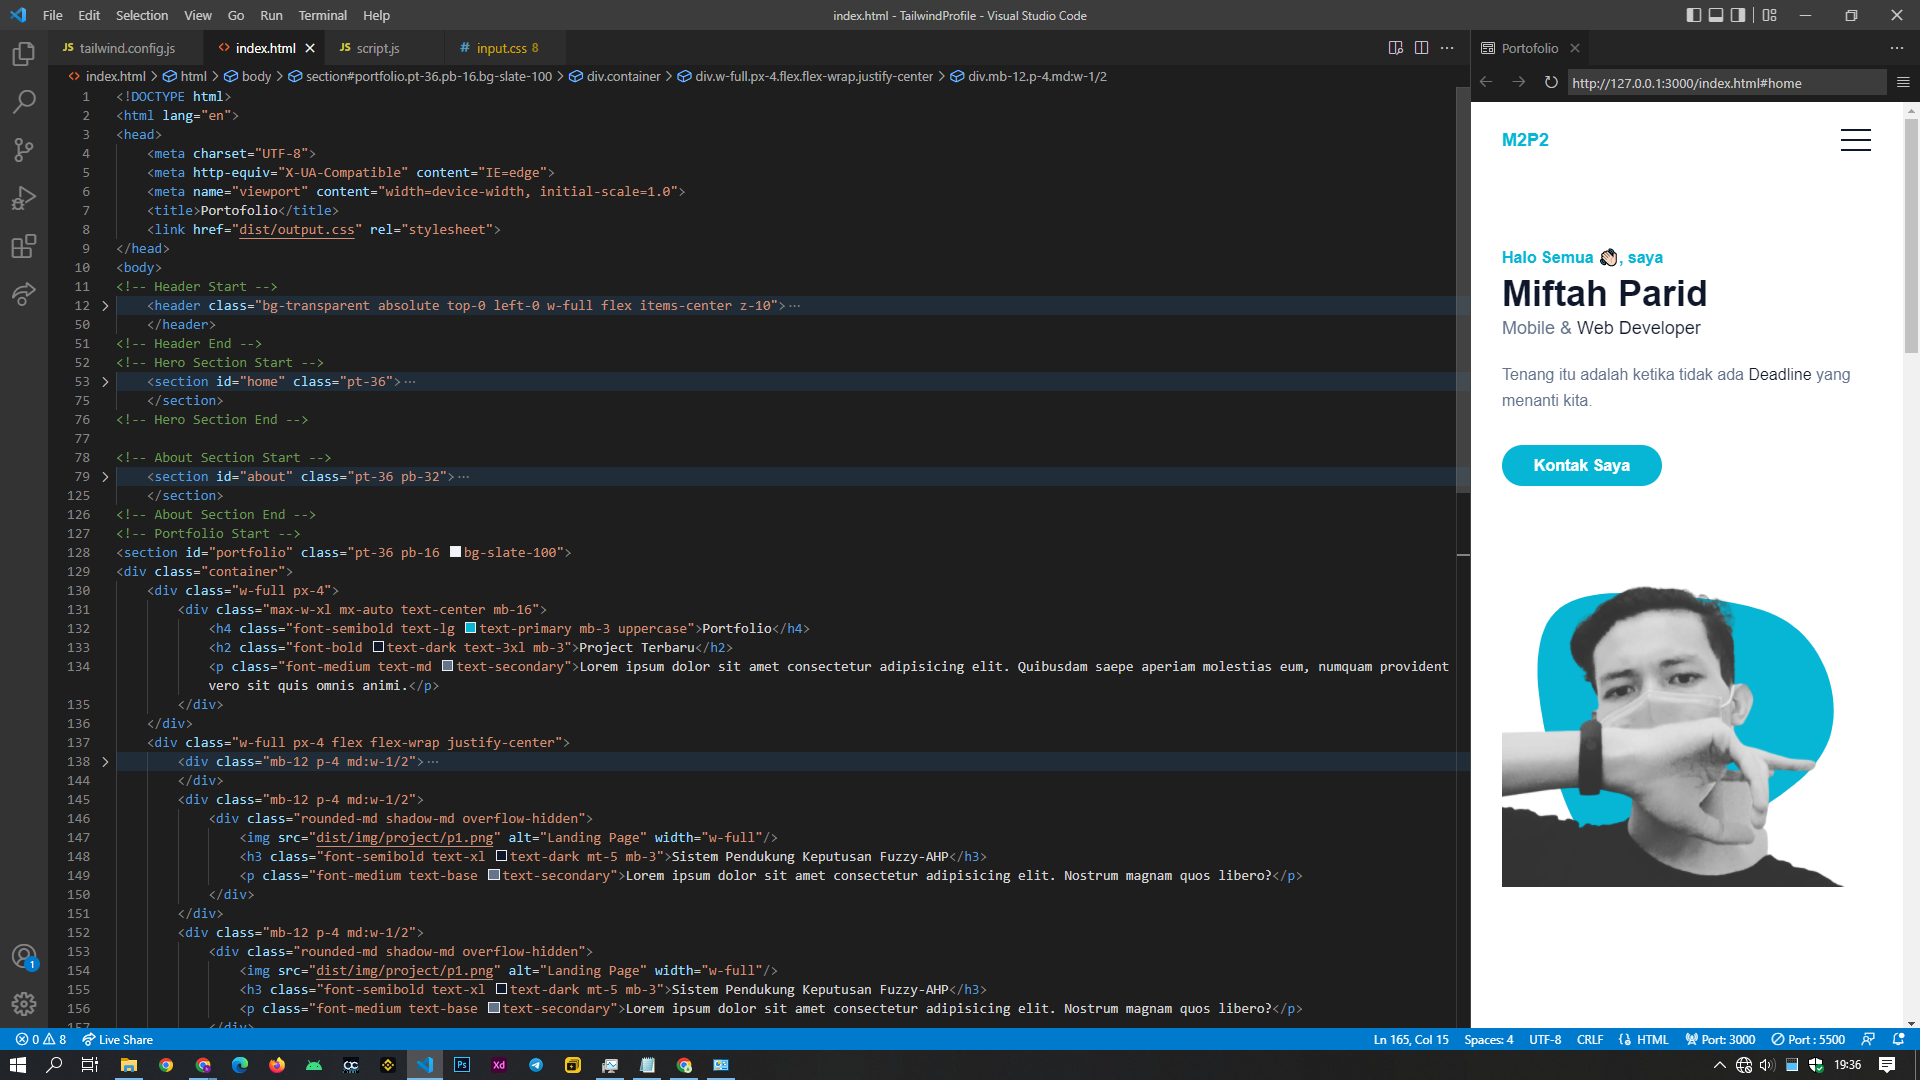 File Edit Selection View Go Run Terminal Help
index.html - TailwindProfile - Visual Studio Code
JS tailwind.config.js
<> index.html
JS script.js
# input.css 8
<> index.html > html > body > section#portfolio.pt-36.pb-16.bg-slate-100 > div.container > div.w-full.px-4.flex.flex-wrap.justify-center > div.mb-12.p-4.md:w-1/2
1 <!DOCTYPE html>
2 <html lang="en">
3 <head>
4 <meta charset="UTF-8">
5 <meta http-equiv="X-UA-Compatible" content="IE=edge">
6 <meta name="viewport" content="width=device-width, initial-scale=1.0">
7 <title>Portofolio</title>
8 <link href="dist/output.css" rel="stylesheet">
9 </head>
10 <body>
11 <!-- Header Start -->
12 > <header class="bg-transparent absolute top-0 left-0 w-full flex items-center z-10">···
50 </header>
51 <!-- Header End -->
52 <!-- Hero Section Start -->
53 > <section id="home" class="pt-36">···
75 </section>
76 <!-- Hero Section End -->
77
78 <!-- About Section Start -->
79 > <section id="about" class="pt-36 pb-32">···
125 </section>
126 <!-- About Section End -->
127 <!-- Portfolio Start -->
128 <section id="portfolio" class="pt-36 pb-16 bg-slate-100">
129 <div class="container">
130 <div class="w-full px-4">
131 <div class="max-w-xl mx-auto text-center mb-16">
132 <h4 class="font-semibold text-lg text-primary mb-3 uppercase">Portfolio</h4>
133 <h2 class="font-bold text-dark text-3xl mb-3">Project Terbaru</h2>
134 <p class="font-medium text-md text-secondary">Lorem ipsum dolor sit amet consectetur adipisicing elit. Quibusdam saepe aperiam molestias eum, numquam provident
vero sit quis omnis animi.</p>
135 </div>
136 </div>
137 <div class="w-full px-4 flex flex-wrap justify-center">
138 > <div class="mb-12 p-4 md:w-1/2">···
144 </div>
145 <div class="mb-12 p-4 md:w-1/2">
146 <div class="rounded-md shadow-md overflow-hidden">
147 <img src="dist/img/project/p1.png" alt="Landing Page" width="w-full"/>
148 <h3 class="font-semibold text-xl text-dark mt-5 mb-3">Sistem Pendukung Keputusan Fuzzy-AHP</h3>
149 <p class="font-medium text-base text-secondary">Lorem ipsum dolor sit amet consectetur adipisicing elit. Nostrum magnam quos libero?</p>
150 </div>
151 </div>
152 <div class="mb-12 p-4 md:w-1/2">
153 <div class="rounded-md shadow-md overflow-hidden">
154 <img src="dist/img/project/p1.png" alt="Landing Page" width="w-full"/>
155 <h3 class="font-semibold text-xl text-dark mt-5 mb-3">Sistem Pendukung Keputusan Fuzzy-AHP</h3>
156 <p class="font-medium text-base text-secondary">Lorem ipsum dolor sit amet consectetur adipisicing elit. Nostrum magnam quos libero?</p>
157 </div>
Portofolio
http://127.0.0.1:3000/index.html#home
M2P2
Halo Semua 👋🏻, saya
Miftah Parid
Mobile & Web Developer
Tenang itu adalah ketika tidak ada Deadline yang
menanti kita.
Kontak Saya
1
0 8 Live Share
Ln 165, Col 15 Spaces: 4 UTF-8 CRLF HTML Port: 3000 Port : 5500
CC Ps Xd
19:36